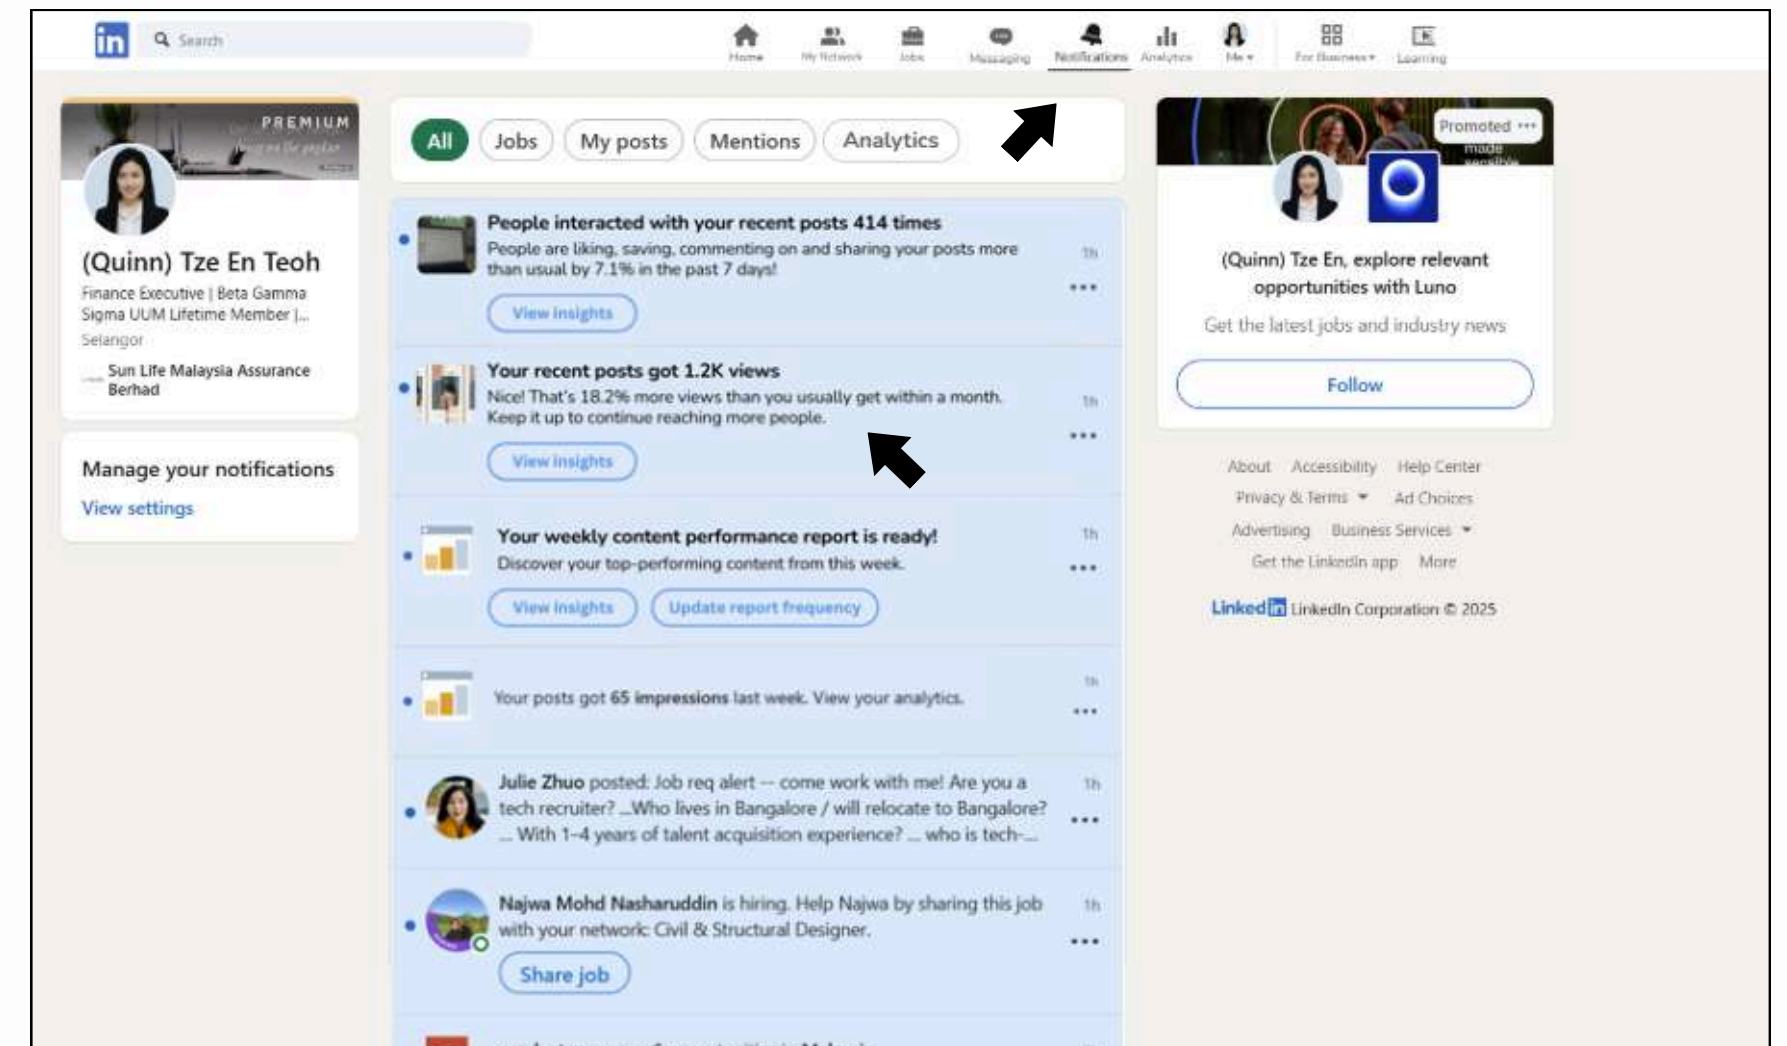 in
Search
Home
My Network
Jobs
Messaging
Notifications
Analytics
Me
For Business
Learning
PREMIUM
(Quinn) Tze En Teoh
Finance Executive | Beta Gamma
Sigma UUM Lifetime Member |...
Selangor
Sun Life Malaysia Assurance
Berhad
Manage your notifications
View settings
All
Jobs
My posts
Mentions
Analytics
People interacted with your recent posts 414 times
People are liking, saving, commenting on and sharing your posts more
than usual by 7.1% in the past 7 days!
1h
View insights
Your recent posts got 1.2K views
Nice! That's 18.2% more views than you usually get within a month.
Keep it up to continue reaching more people.
1h
View insights
Your weekly content performance report is ready!
Discover your top-performing content from this week.
1h
View insights
Update report frequency
Your posts got 65 impressions last week. View your analytics.
1h
Julie Zhuo posted: Job req alert -- come work with me! Are you a
tech recruiter? ...Who lives in Bangalore / will relocate to Bangalore?
... With 1-4 years of talent acquisition experience? ... who is tech-...
1h
Najwa Mohd Nasharuddin is hiring. Help Najwa by sharing this job
with your network: Civil & Structural Designer.
1h
Share job
Promoted
made
sensible
(Quinn) Tze En, explore relevant
opportunities with Luno
Get the latest jobs and industry news
Follow
About Accessibility Help Center
Privacy & Terms Ad Choices
Advertising Business Services
Get the LinkedIn app More
LinkedIn LinkedIn Corporation © 2025